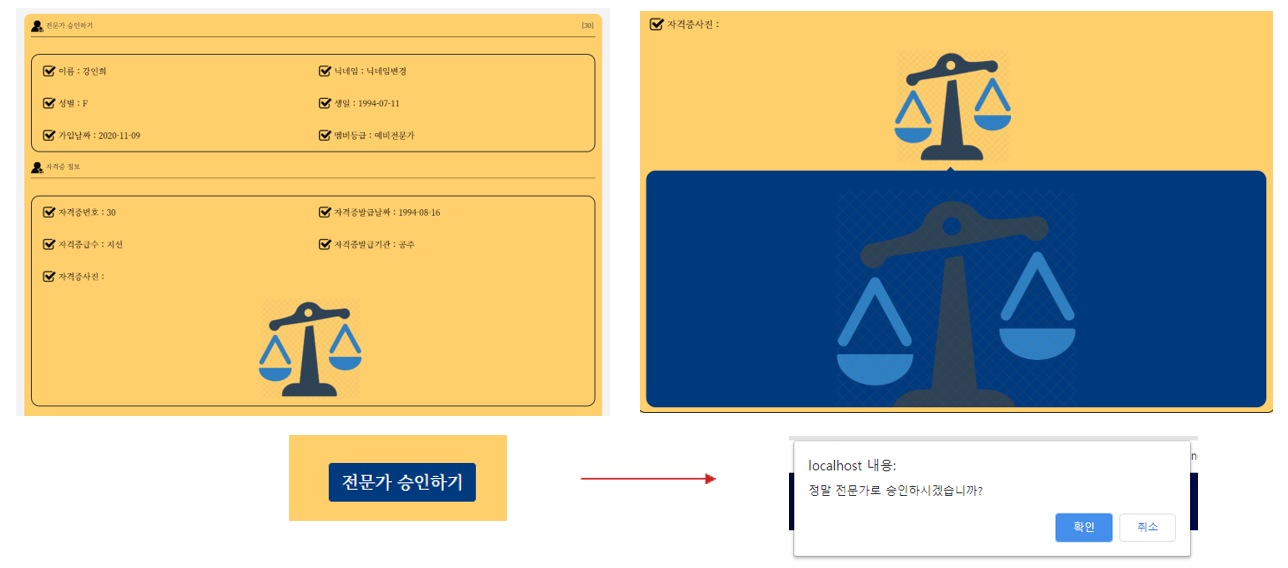 전문가 승인하기 [30]
이름 : 강인희 닉네임 : 닉네임변경
성별 : F 생일 : 1994-07-11
가입날짜 : 2020-11-09 멤버등급 : 예비전문가
자격증 정보
자격증번호 : 30 자격증발급날짜 : 1994-08-16
자격증급수 : 지선 자격증발급기관 : 공주
자격증사진 :
자격증사진 :
전문가 승인하기
n
localhost 내용:
정말 전문가로 승인하시겠습니까?
확인 취소